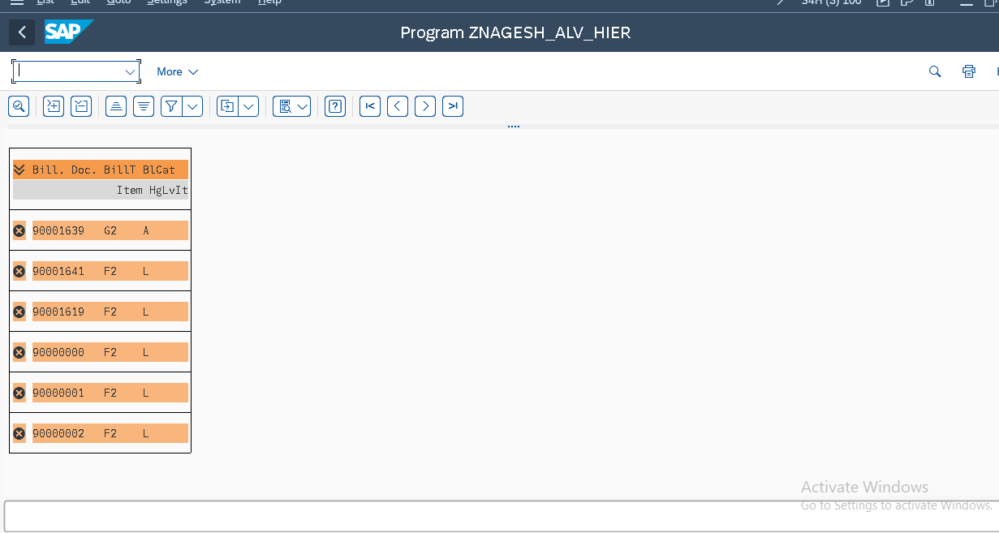 List Edit Goto Settings System Help
S4H (3) 100
SAP
Program ZNAGESH_ALV_HIER
More
Bill. Doc. BillT BlCat
Item HgLvIt
90001639 G2 A
90001641 F2 L
90001619 F2 L
90000000 F2 L
90000001 F2 L
90000002 F2 L
Activate Windows
Go to Settings to activate Windows.